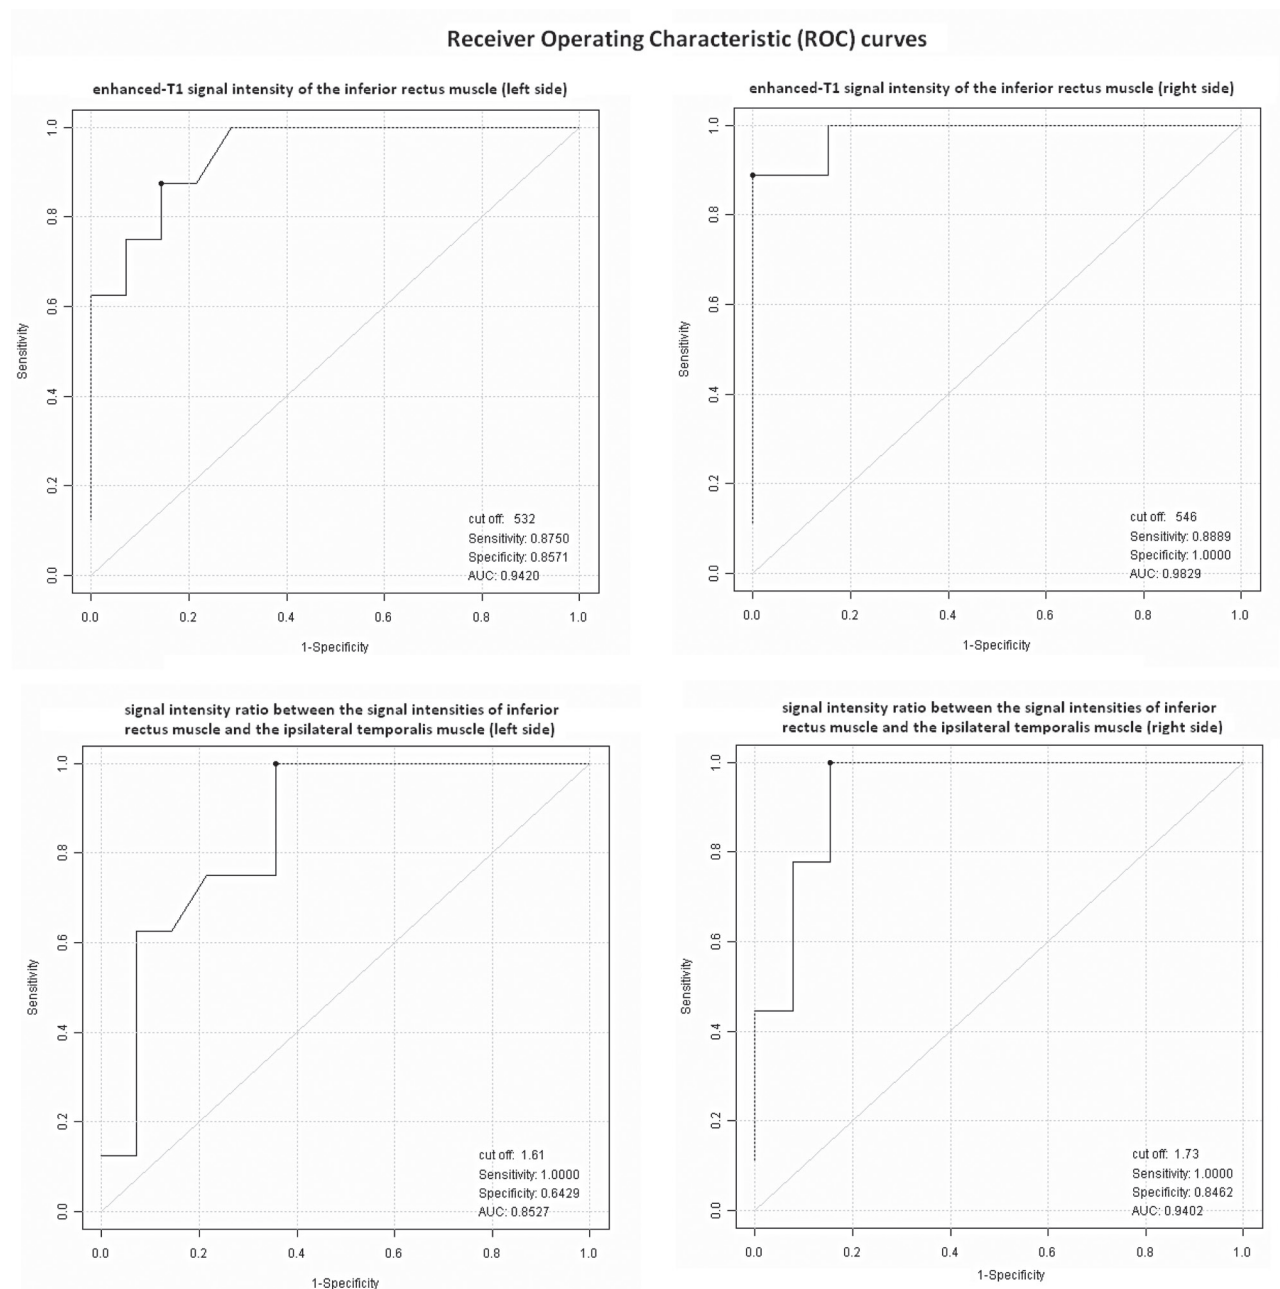 Receiver Operating Characteristic (ROC) curves
enhanced-T1 signal intensity of the inferior rectus muscle (left side)
1.0
0.8
0.6
0.4
0.2
0.0
Sensitivity
cut off: 532
Sensitivity: 0.8750
Specificity: 0.8571
AUC: 0.9420
0.0 0.2 0.4 0.6 0.8 1.0
1-Specificity
enhanced-T1 signal intensity of the inferior rectus muscle (right side)
1.0
0.8
0.6
0.4
0.2
0.0
Sensitivity
cut off: 546
Sensitivity: 0.8889
Specificity: 1.0000
AUC: 0.9829
0.0 0.2 0.4 0.6 0.8 1.0
1-Specificity
signal intensity ratio between the signal intensities of inferior
rectus muscle and the ipsilateral temporalis muscle (left side)
1.0
0.8
0.6
0.4
0.2
0.0
Sensitivity
cut off: 1.61
Sensitivity: 1.0000
Specificity: 0.6429
AUC: 0.8527
0.0 0.2 0.4 0.6 0.8 1.0
1-Specificity
signal intensity ratio between the signal intensities of inferior
rectus muscle and the ipsilateral temporalis muscle (right side)
1.0
0.8
0.6
0.4
0.2
0.0
Sensitivity
cut off: 1.73
Sensitivity: 1.0000
Specificity: 0.8462
AUC: 0.9402
0.0 0.2 0.4 0.6 0.8 1.0
1-Specificity